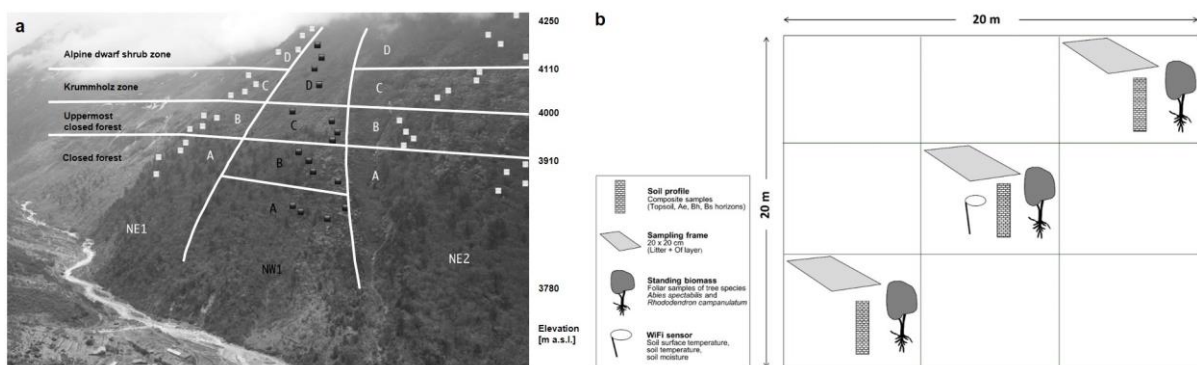 a
4250
Alpine dwarf shrub zone
D
D
D
4110
Krummholz zone
C
C
4000
Uppermost
closed forest
B
C
B
3910
Closed forest
A
B
A
A
NE1
NW1
NE2
3780
Elevation
[m a.s.l.]
b
20 m
20 m
Soil profile
Composite samples
(Topsoil, Ae, Bh, Bs horizons)
Sampling frame
20 x 20 cm
(Litter + Of layer)
Standing biomass
Foliar samples of tree species
Abies spectabilis and
Rhododendron campanulatum
WiFi sensor
Soil surface temperature,
soil temperature,
soil moisture